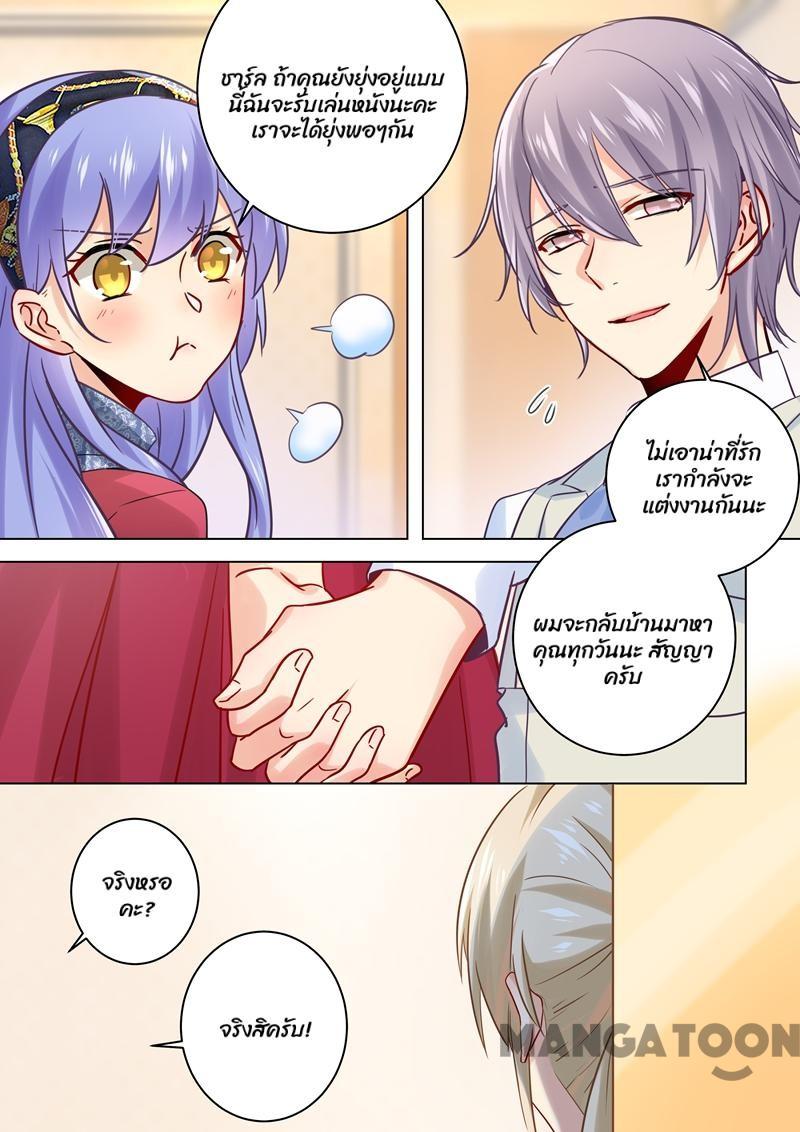 ชาร์ล ถ้าคุณยังยุ่งอยู่แบบ
นี้ฉันจะรับเล่นหนังนะคะ
เราจะได้ยุ่งพอๆกัน
ไม่เอาน่าที่รัก
เรากำลังจะ
แต่งงานกันนะ
ผมจะกลับบ้านมาหา
คุณทุกวันนะ สัญญา
ครับ
จริงหรอ
คะ?
จริงสิครับ!
MANGATOON